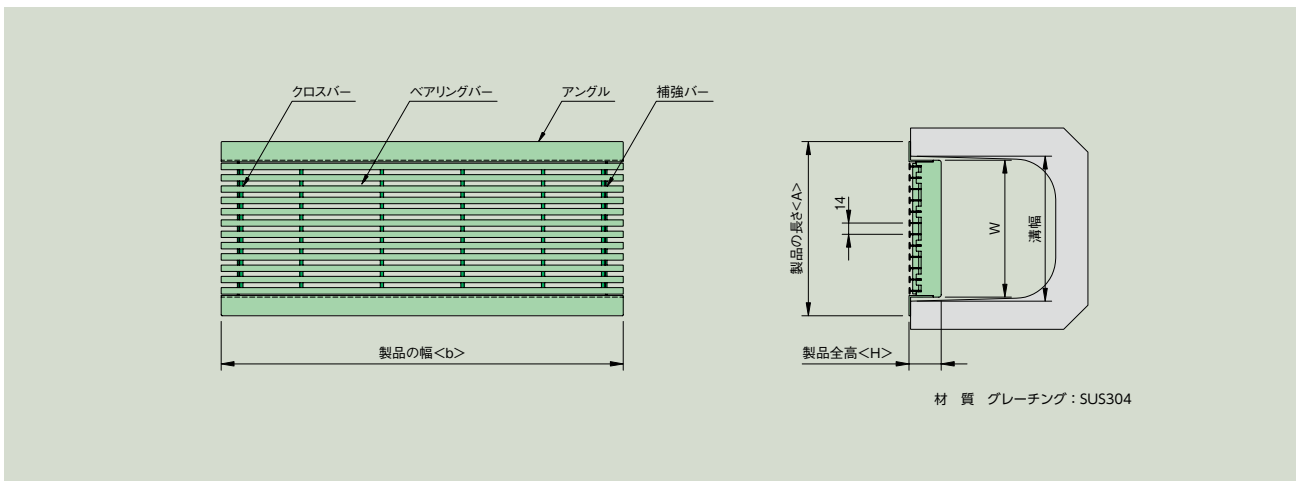 クロスバー
ベアリングバー
アングル
補強バー
製品の幅<b>
製品の長さ<A>
14
W
溝幅
製品全高<H>
材 質 グレーチング：SUS304